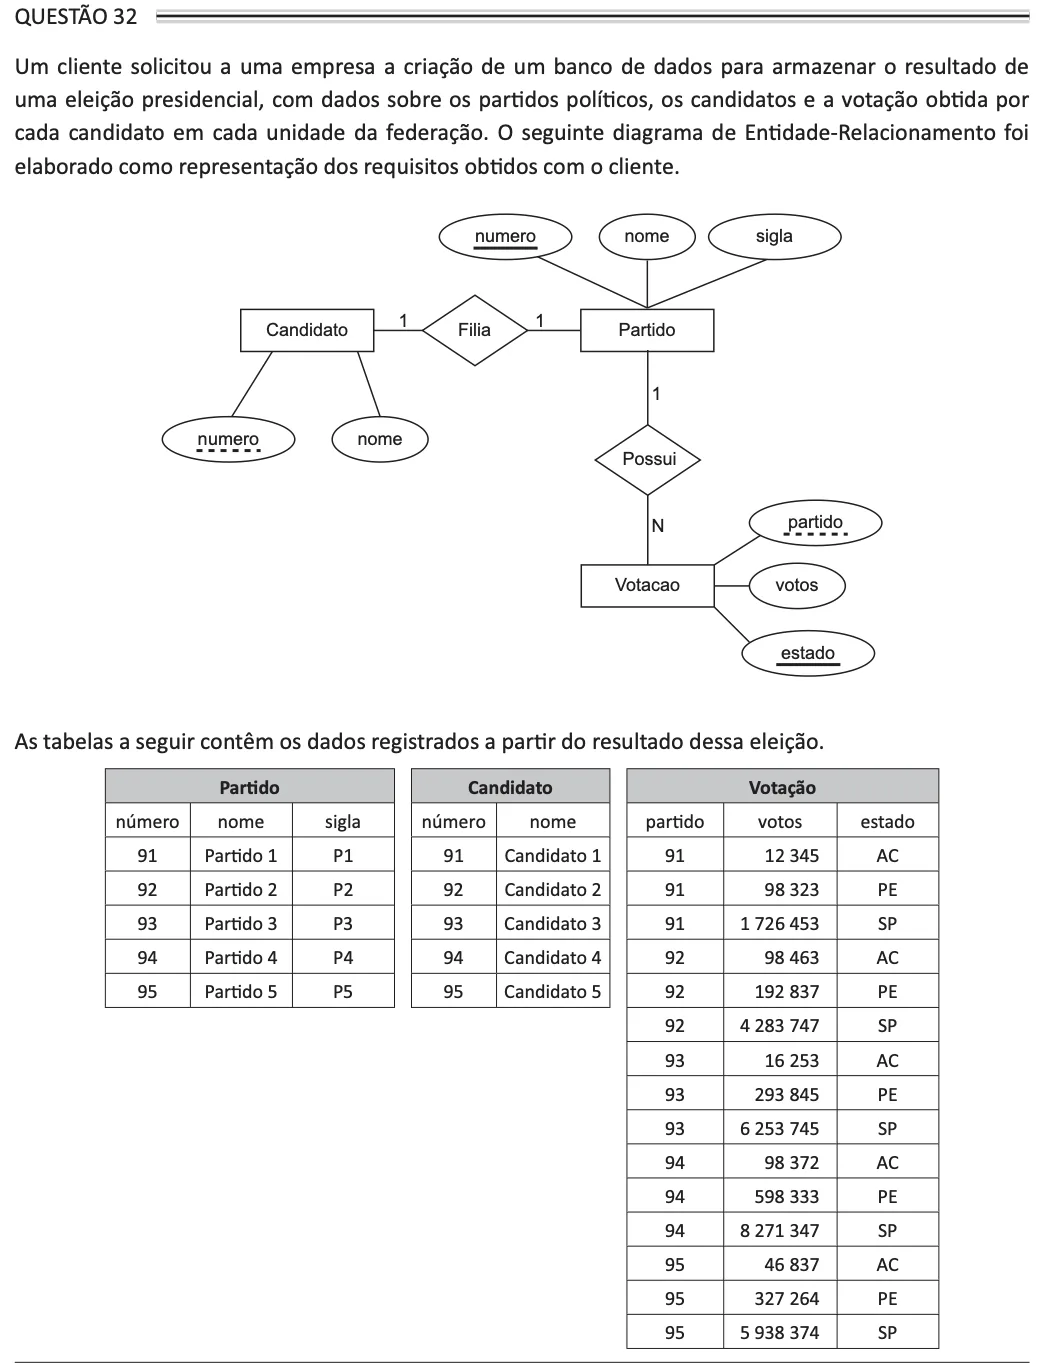 QUESTÃO 32
Um cliente solicitou a uma empresa a criação de um banco de dados para armazenar o resultado de
uma eleição presidencial, com dados sobre os partidos políticos, os candidatos e a votação obtida por
cada candidato em cada unidade da federação. O seguinte diagrama de Entidade-Relacionamento foi
elaborado como representação dos requisitos obtidos com o cliente.
numero nome sigla
Candidato 1 Filia 1 Partido
1
numero nome
Possui
N
partido
Votacao votos
estado
As tabelas a seguir contêm os dados registrados a partir do resultado dessa eleição.
Partido
número nome sigla
91 Partido 1 P1
92 Partido 2 P2
93 Partido 3 P3
94 Partido 4 P4
95 Partido 5 P5
Candidato
número nome
91 Candidato 1
92 Candidato 2
93 Candidato 3
94 Candidato 4
95 Candidato 5
Votação
partido votos estado
91 12 345 AC
91 98 323 PE
91 1 726 453 SP
92 98 463 AC
92 192 837 PE
92 4 283 747 SP
93 16 253 AC
93 293 845 PE
93 6 253 745 SP
94 98 372 AC
94 598 333 PE
94 8 271 347 SP
95 46 837 AC
95 327 264 PE
95 5 938 374 SP